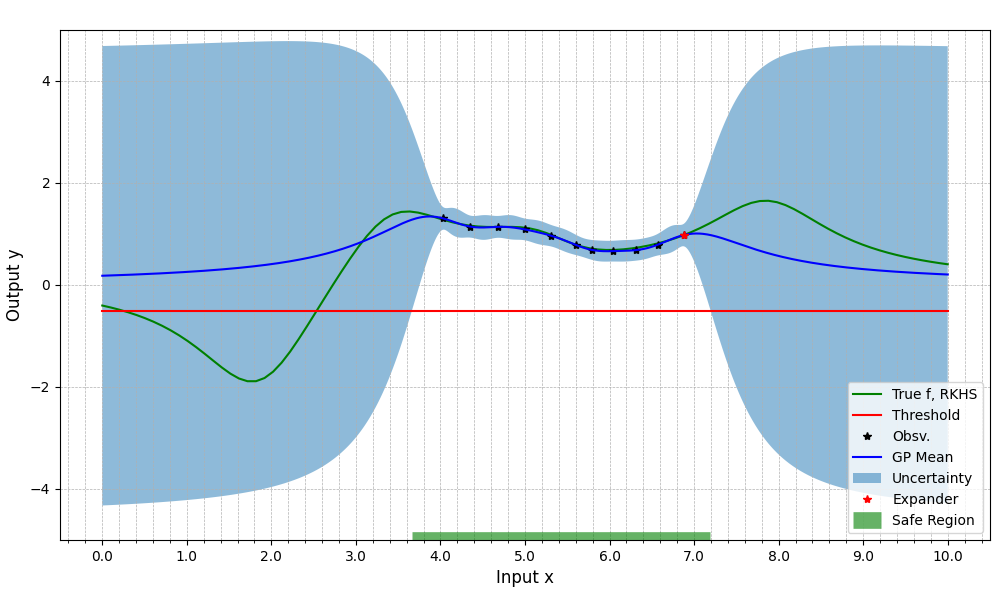 4
2
0
−2
−4
Output y
0.0 1.0 2.0 3.0 4.0 5.0 6.0 7.0 8.0 9.0 10.0
Input x
True f, RKHS
Threshold
Obsv.
GP Mean
Uncertainty
Expander
Safe Region